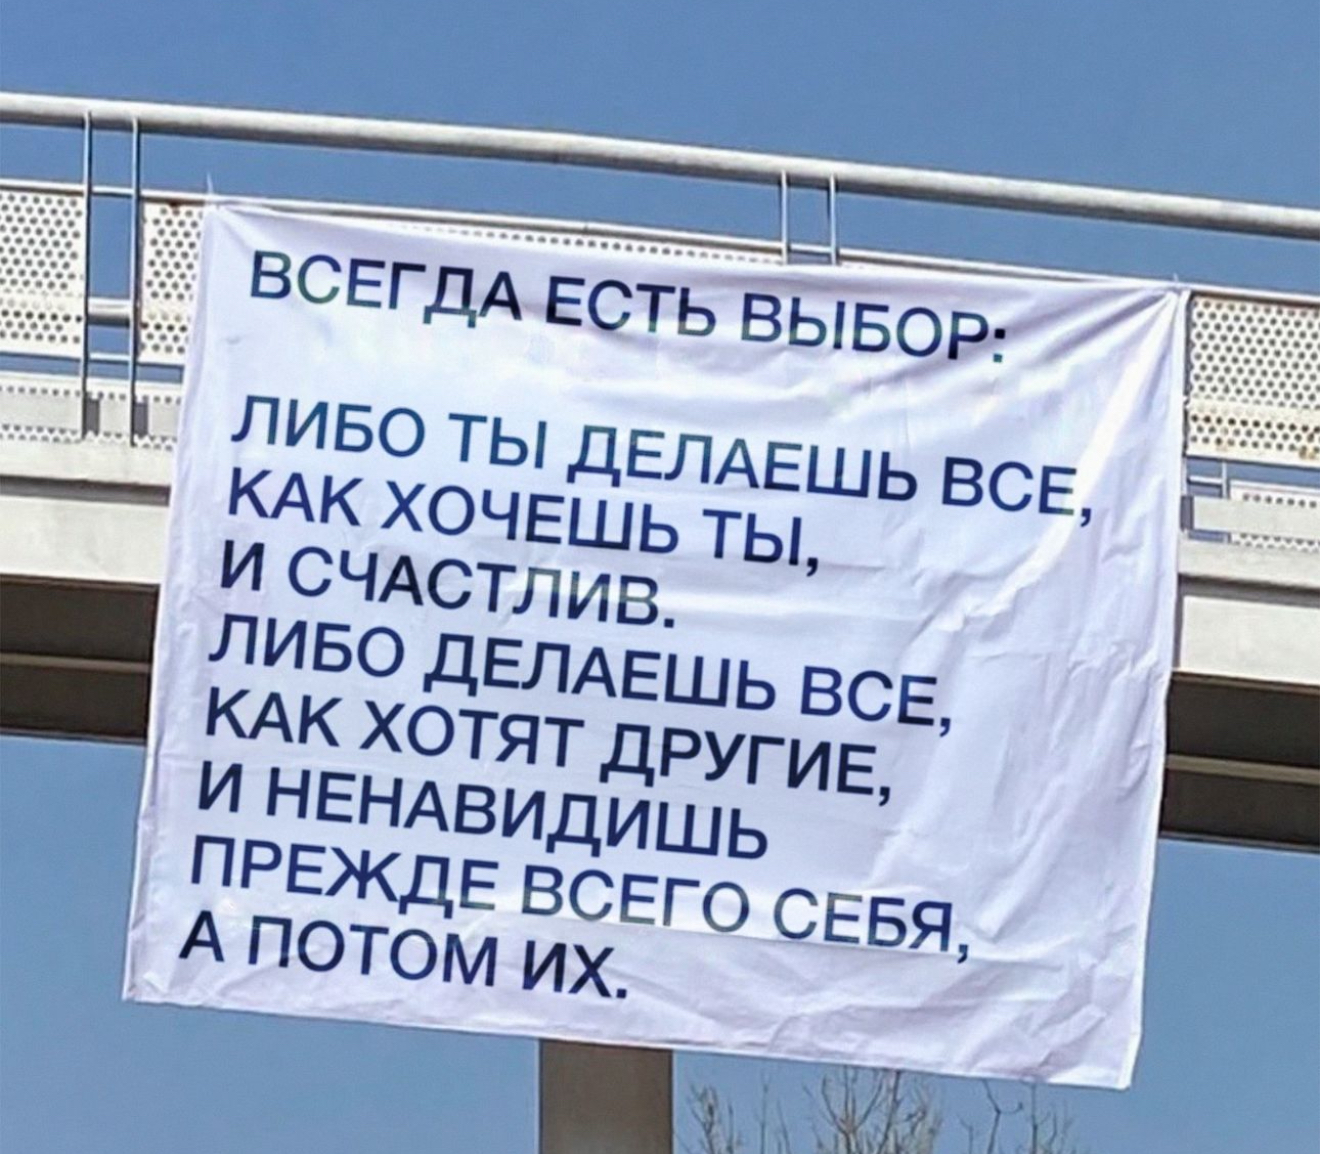 ВСЕГДА ЕСТЬ ВЫБОР:
ЛИБО ТЫ ДЕЛАЕШЬ ВСЕ,
КАК ХОЧЕШЬ ТЫ,
И СЧАСТЛИВ.
ЛИБО ДЕЛАЕШЬ ВСЕ,
КАК ХОТЯТ ДРУГИЕ,
И НЕНАВИДИШЬ
ПРЕЖДЕ ВСЕГО СЕБЯ,
А ПОТОМ ИХ.